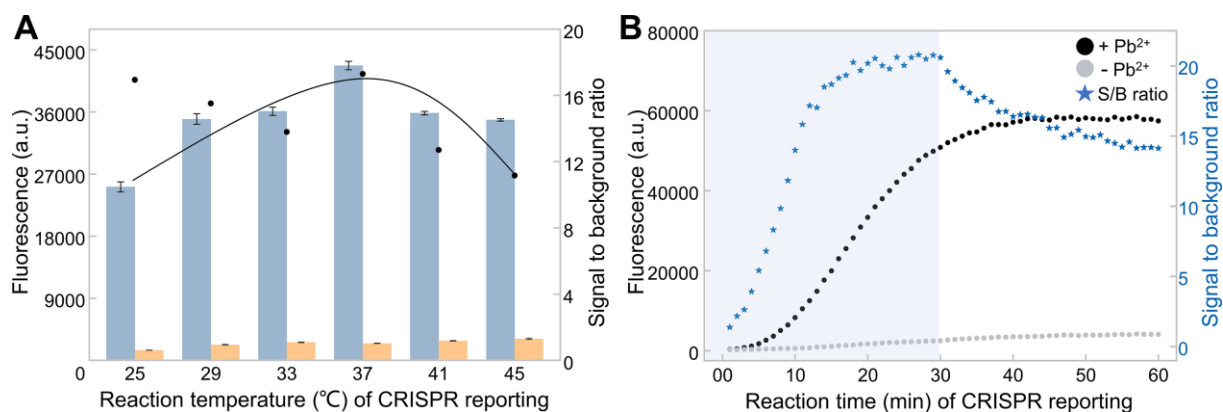 A
Fluorescence (a.u.)
45000
36000
27000
18000
9000
0
20
16
12
8
4
0
Signal to background ratio
25 29 33 37 41 45
Reaction temperature (℃) of CRISPR reporting
B
Fluorescence (a.u.)
80000
60000
40000
20000
0
+ Pb²⁺
- Pb²⁺
S/B ratio
20
15
10
5
0
Signal to background ratio
00 10 20 30 40 50 60
Reaction time (min) of CRISPR reporting